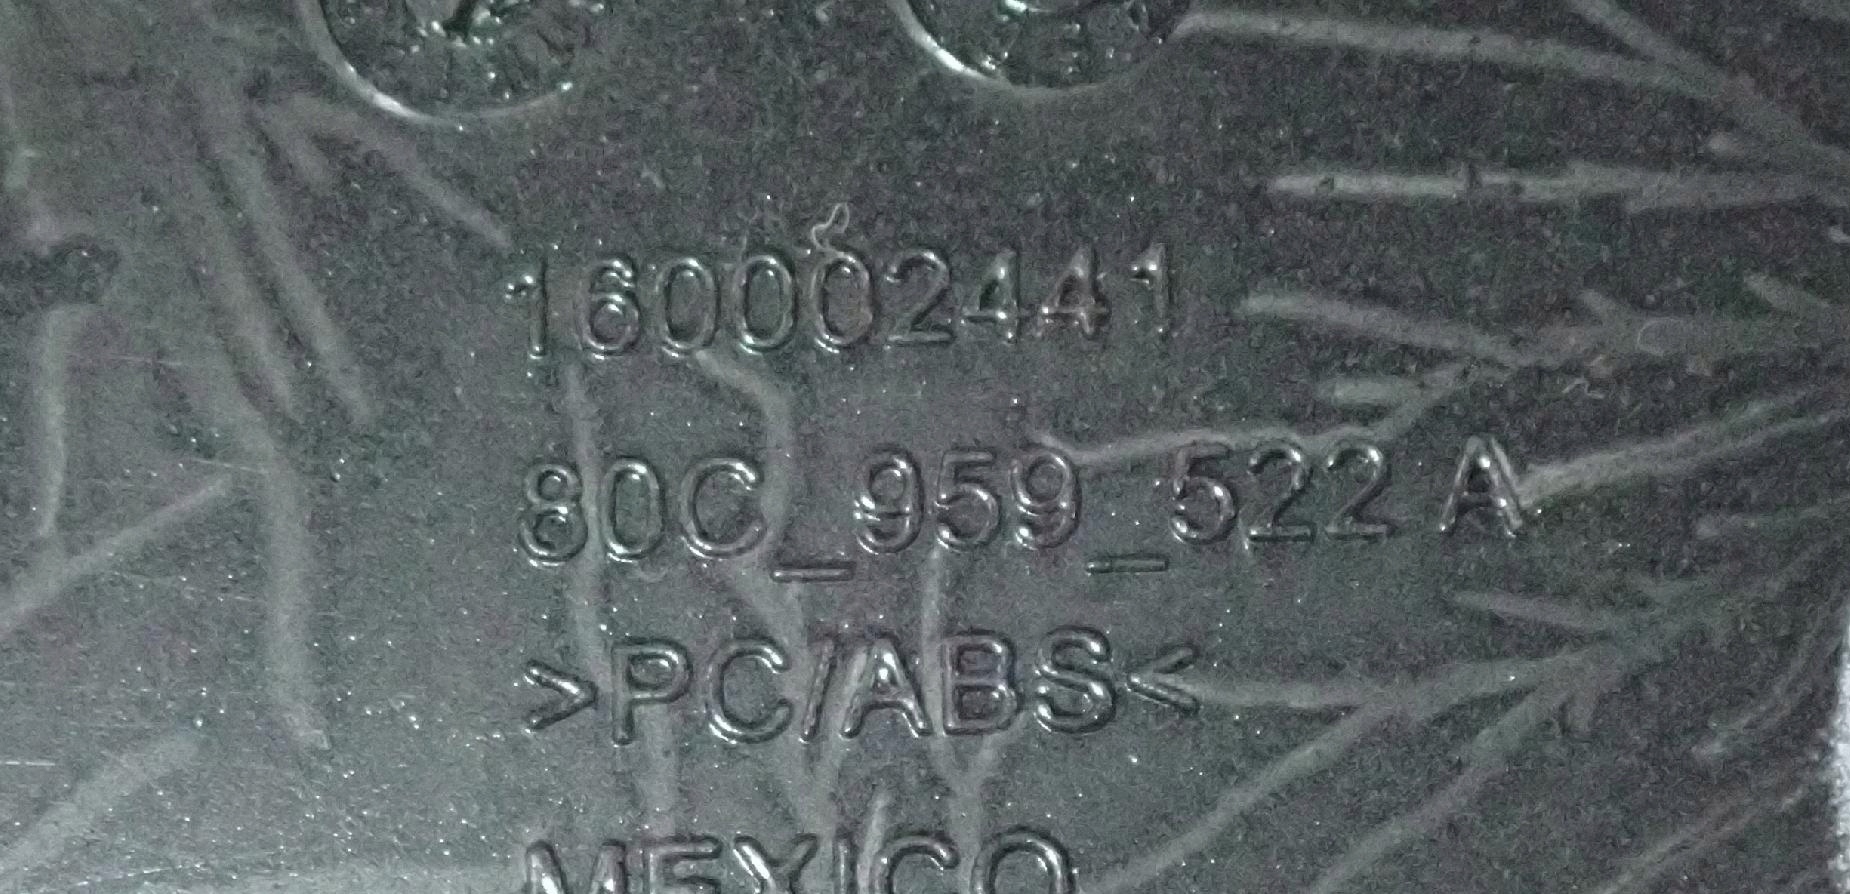 160002441
80C_959_522 A
>PC/ABS<
MEXICO